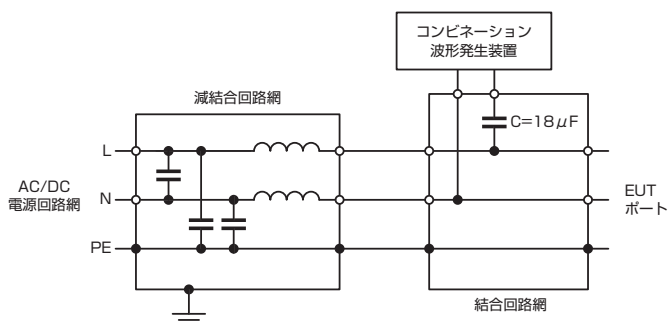 コンビネーション
波形発生装置
減結合回路網
C=18μF
L
AC/DC
電源回路網
N
EUT
ポート
PE
結合回路網